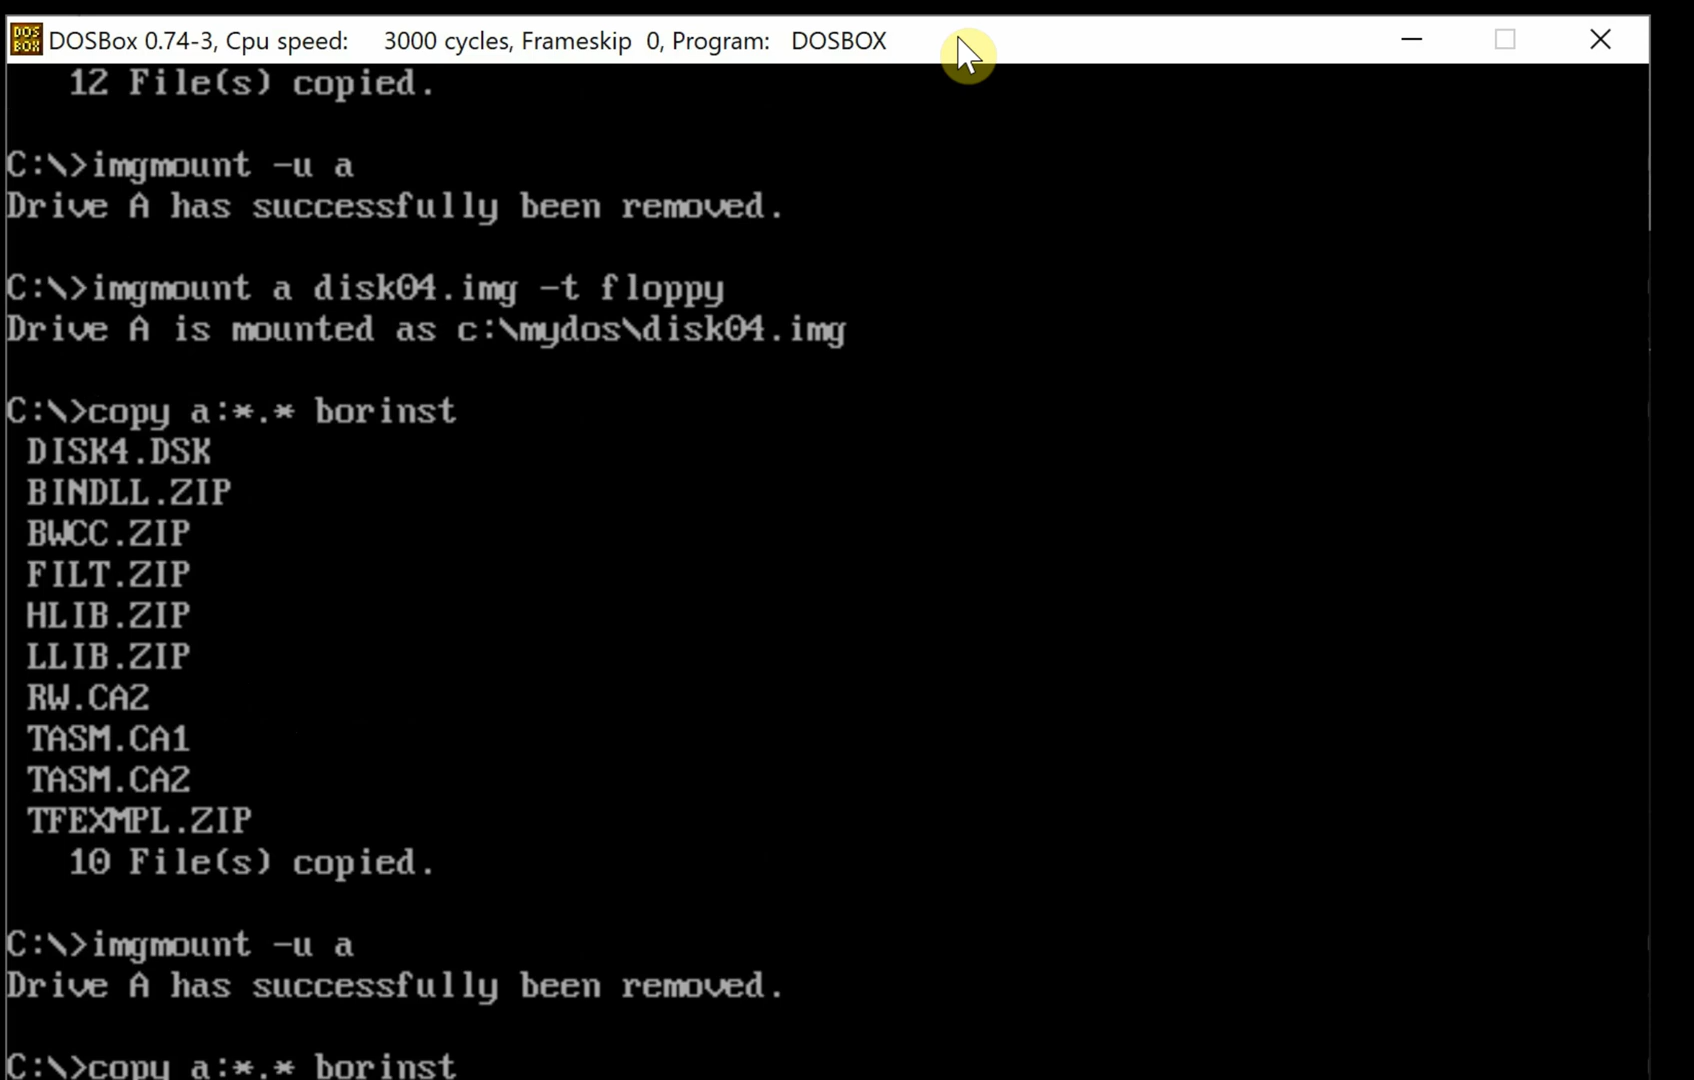 DOS
BOX
DOSBox 0.74-3, Cpu speed: 3000 cycles, Frameskip 0, Program: DOSBOX
12 File(s) copied.
C:\>imgmount -u a
Drive A has successfully been removed.
C:\>imgmount a disk04.img -t floppy
Drive A is mounted as c:\mydos\disk04.img
C:\>copy a:*.* borinst
DISK4.DSK
BINDLL.ZIP
BWCC.ZIP
FILT.ZIP
HLIB.ZIP
LLIB.ZIP
RW.CA2
TASM.CA1
TASM.CA2
TFEXMPL.ZIP
10 File(s) copied.
C:\>imgmount -u a
Drive A has successfully been removed.
C:\>copy a:*.* borinst